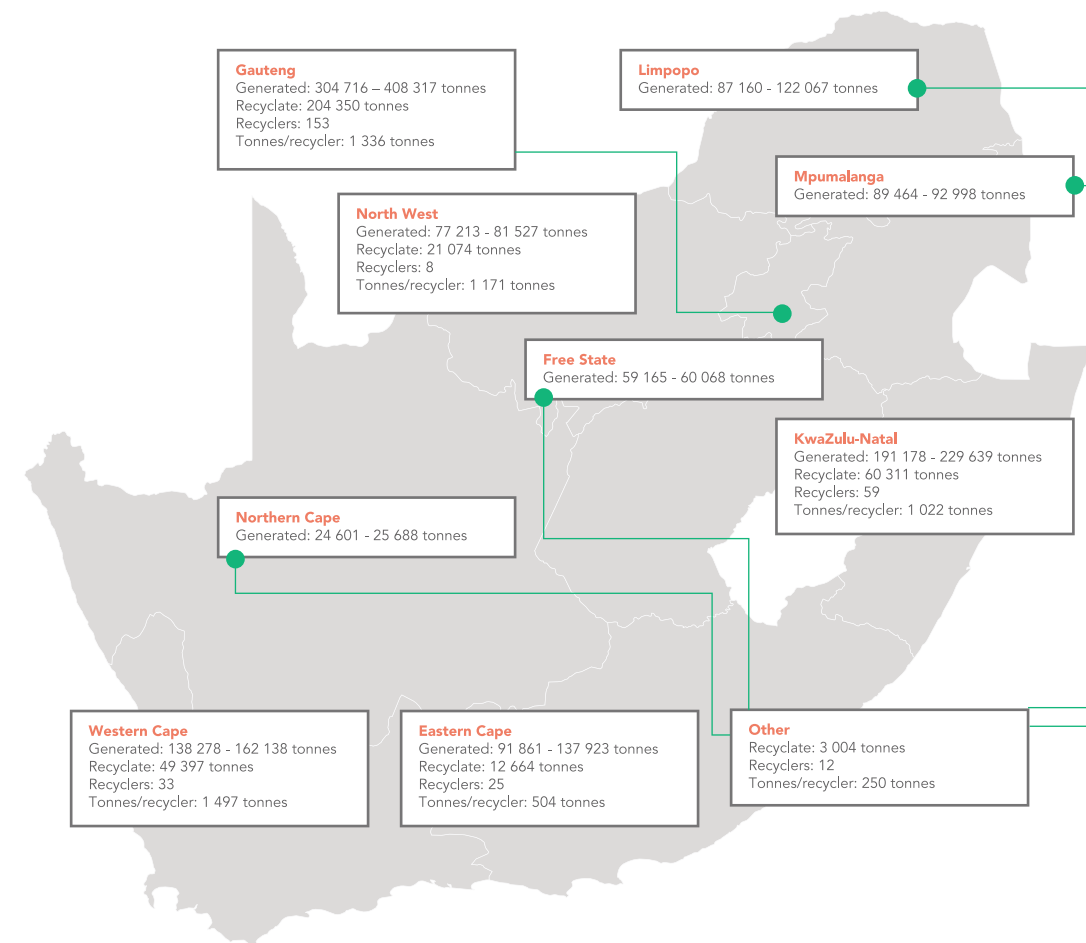 Gauteng
Generated: 304 716 – 408 317 tonnes
Recyclate: 204 350 tonnes
Recyclers: 153
Tonnes/recycler: 1 336 tonnes
Limpopo
Generated: 87 160 - 122 067 tonnes
Mpumalanga
Generated: 89 464 - 92 998 tonnes
North West
Generated: 77 213 - 81 527 tonnes
Recyclate: 21 074 tonnes
Recyclers: 8
Tonnes/recycler: 1 171 tonnes
Free State
Generated: 59 165 - 60 068 tonnes
KwaZulu-Natal
Generated: 191 178 - 229 639 tonnes
Recyclate: 60 311 tonnes
Recyclers: 59
Tonnes/recycler: 1 022 tonnes
Northern Cape
Generated: 24 601 - 25 688 tonnes
Western Cape
Generated: 138 278 - 162 138 tonnes
Recyclate: 49 397 tonnes
Recyclers: 33
Tonnes/recycler: 1 497 tonnes
Eastern Cape
Generated: 91 861 - 137 923 tonnes
Recyclate: 12 664 tonnes
Recyclers: 25
Tonnes/recycler: 504 tonnes
Other
Recyclate: 3 004 tonnes
Recyclers: 12
Tonnes/recycler: 250 tonnes